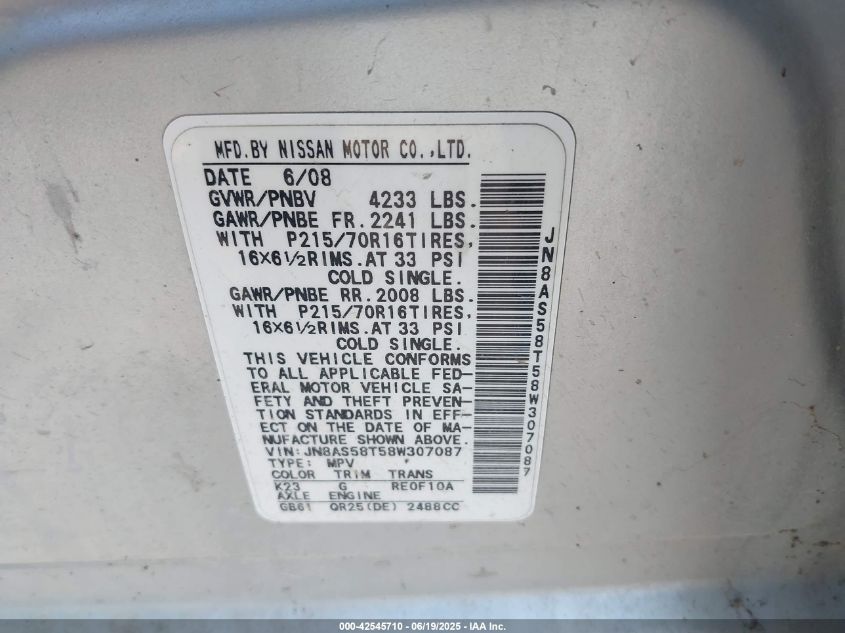 MFD.BY NISSAN MOTOR CO.,LTD.
DATE 6/08
GVWR/PNBV 4233 LBS.
GAWR/PNBE FR. 2241 LBS.
WITH P215/70R16TIRES,
16X6½RIMS.AT 33 PSI
COLD SINGLE.
GAWR/PNBE RR. 2008 LBS.
WITH P215/70R16TIRES,
16X6½RIMS.AT 33 PSI
COLD SINGLE.
THIS VEHICLE CONFORMS
TO ALL APPLICABLE FED-
ERAL MOTOR VEHICLE SA-
FETY AND THEFT PREVEN-
TION STANDARDS IN EFF-
ECT ON THE DATE OF MA-
NUFACTURE SHOWN ABOVE.
VIN: JN8AS58T58W307087
TYPE: MPV
COLOR TRIM TRANS
K23 G RE0F10A
AXLE ENGINE
GB61 QR25(DE) 2488CC
JN8AS58T58W307087
000-42545710 - 06/19/2025 - IAA Inc.